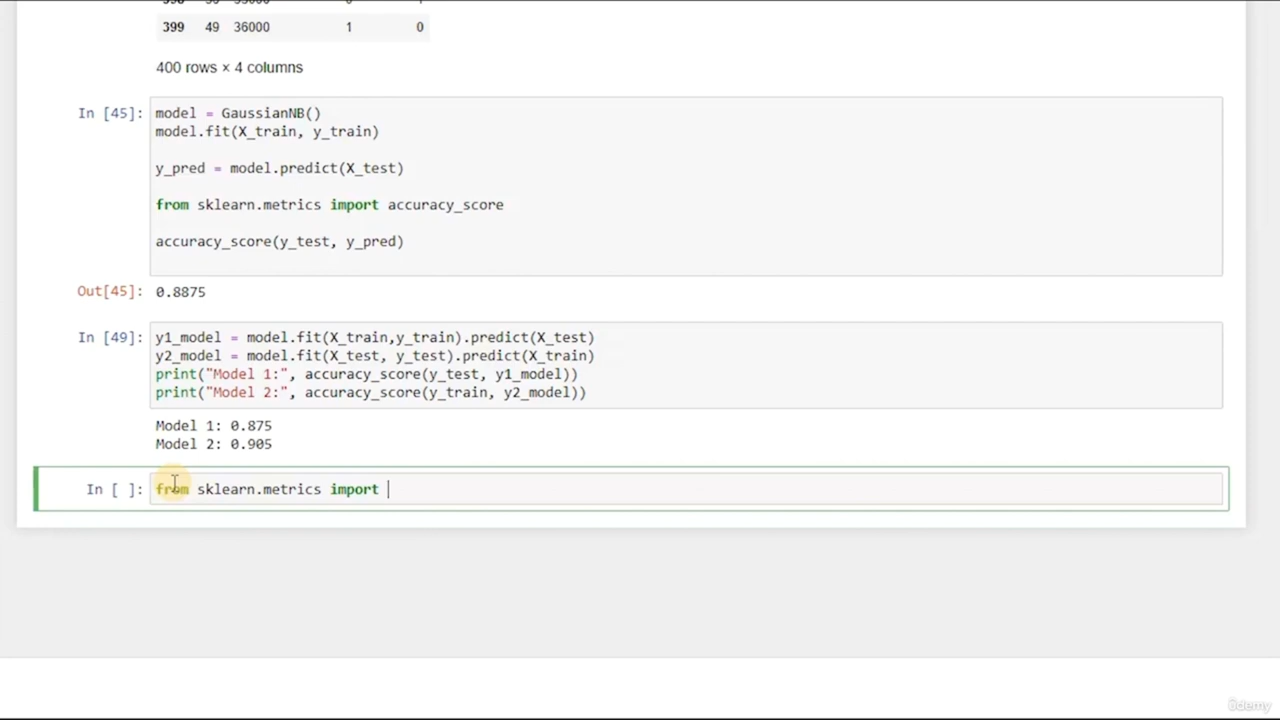 399 49 36000 1 0
400 rows × 4 columns
In [45]: model = GaussianNB()
model.fit(X_train, y_train)
y_pred = model.predict(X_test)
from sklearn.metrics import accuracy_score
accuracy_score(y_test, y_pred)
Out[45]: 0.8875
In [49]: y1_model = model.fit(X_train,y_train).predict(X_test)
y2_model = model.fit(X_test, y_test).predict(X_train)
print("Model 1:", accuracy_score(y_test, y1_model))
print("Model 2:", accuracy_score(y_train, y2_model))
Model 1: 0.875
Model 2: 0.905
In [ ]: from sklearn.metrics import
ûdemy